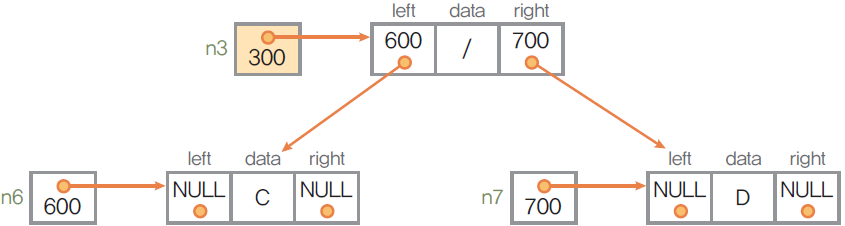 left data right
n3 300 600 / 700
left data right left data right
n6 600 NULL C NULL n7 700 NULL D NULL